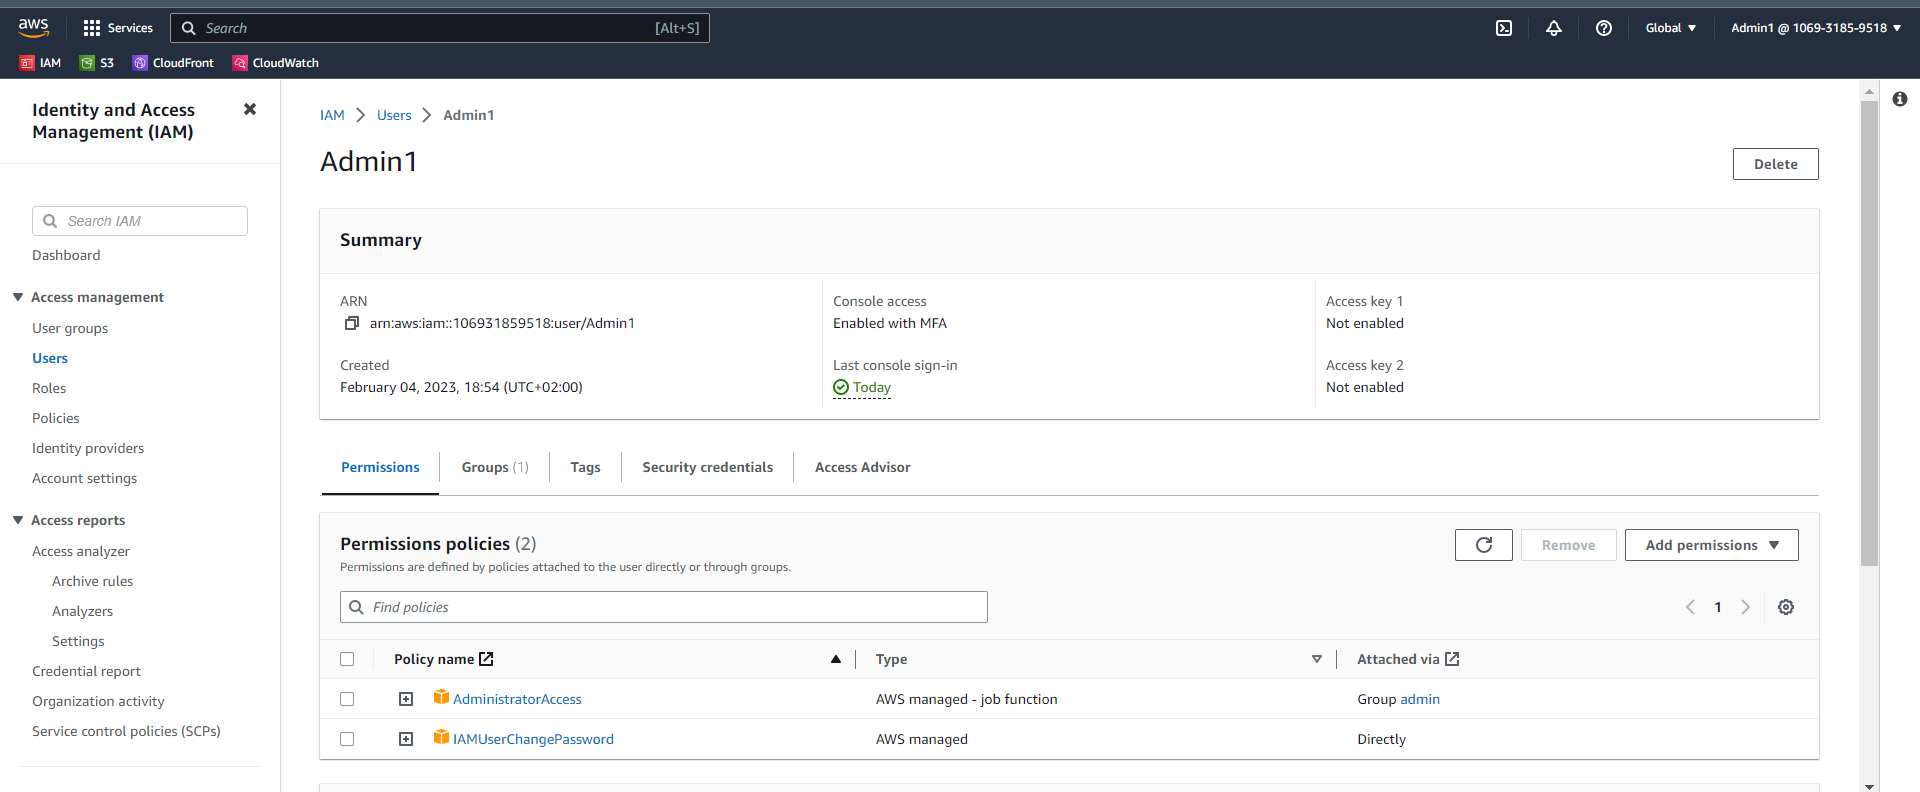 aws
Services
Search
[Alt+S]
Global
Admin1 @ 1069-3185-9518
IAM
S3
CloudFront
CloudWatch
Identity and Access
Management (IAM)
Search IAM
Dashboard
Access management
User groups
Users
Roles
Policies
Identity providers
Account settings
Access reports
Access analyzer
Archive rules
Analyzers
Settings
Credential report
Organization activity
Service control policies (SCPs)
IAM > Users > Admin1
Admin1
Delete
Summary
ARN
arn:aws:iam::106931859518:user/Admin1
Created
February 04, 2023, 18:54 (UTC+02:00)
Console access
Enabled with MFA
Last console sign-in
Today
Access key 1
Not enabled
Access key 2
Not enabled
Permissions
Groups (1)
Tags
Security credentials
Access Advisor
Permissions policies (2)
Permissions are defined by policies attached to the user directly or through groups.
Remove
Add permissions
Find policies
1
Policy name Type Attached via
AdministratorAccess AWS managed - job function Group admin
IAMUserChangePassword AWS managed Directly